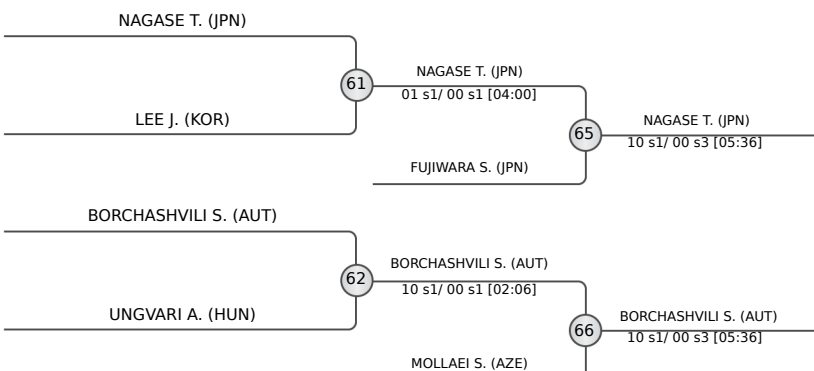 NAGASE T. (JPN)
61
NAGASE T. (JPN)
01 s1/ 00 s1 [04:00]
LEE J. (KOR)
65
NAGASE T. (JPN)
10 s1/ 00 s3 [05:36]
FUJIWARA S. (JPN)
BORCHASHVILI S. (AUT)
62
BORCHASHVILI S. (AUT)
10 s1/ 00 s1 [02:06]
UNGVARI A. (HUN)
66
BORCHASHVILI S. (AUT)
10 s1/ 00 s3 [05:36]
MOLLAEI S. (AZE)